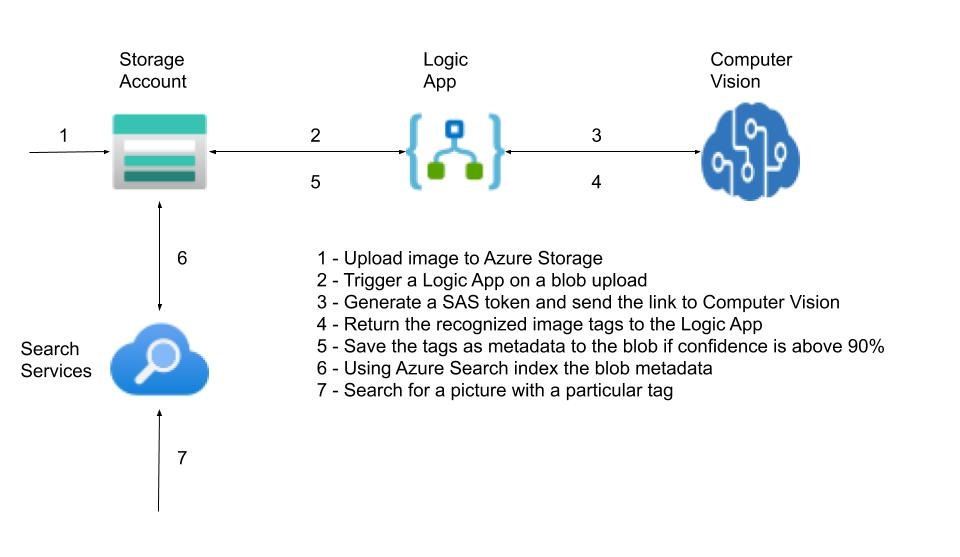 Storage
Account
Logic
App
Computer
Vision
1
2
3
5
4
6
1 - Upload image to Azure Storage
2 - Trigger a Logic App on a blob upload
3 - Generate a SAS token and send the link to Computer Vision
4 - Return the recognized image tags to the Logic App
5 - Save the tags as metadata to the blob if confidence is above 90%
6 - Using Azure Search index the blob metadata
7 - Search for a picture with a particular tag
Search
Services
7